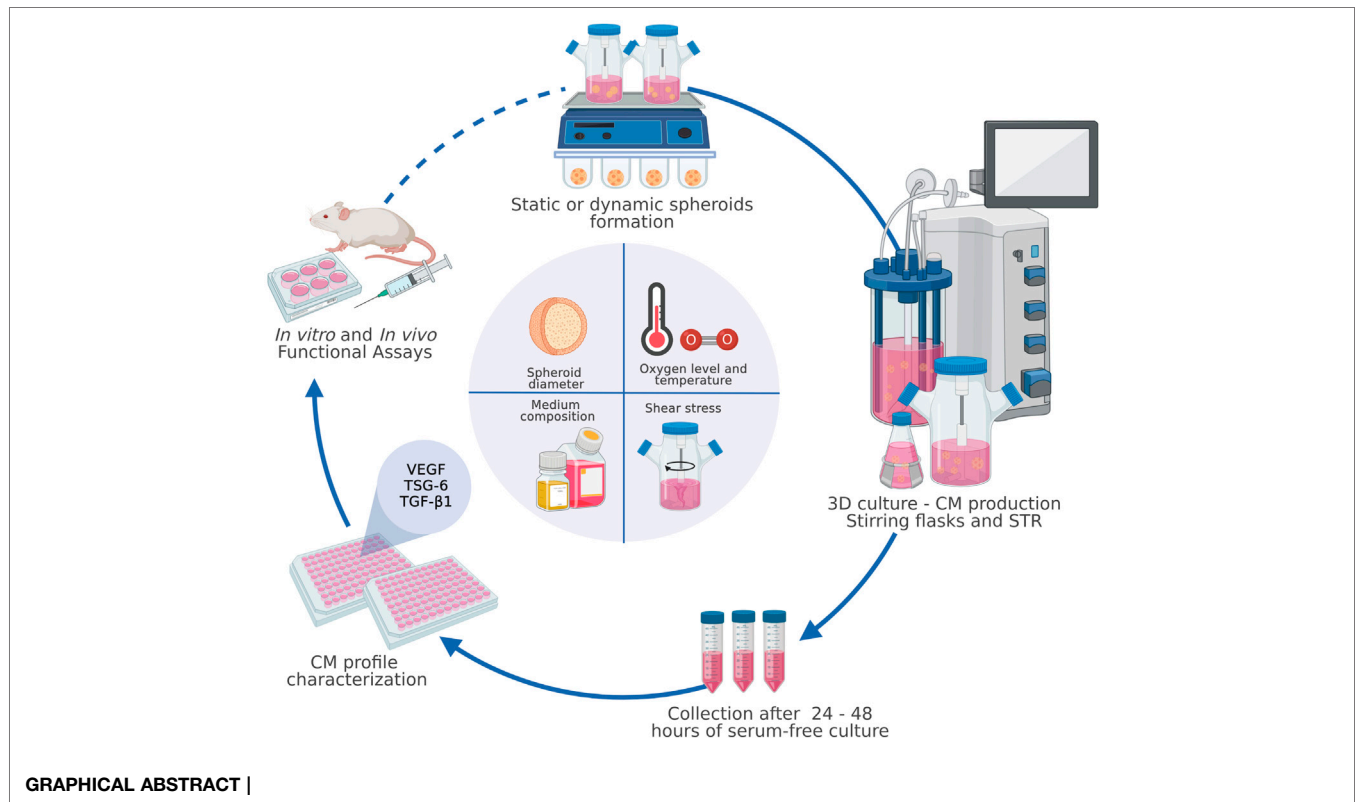 Static or dynamic spheroids
formation
In vitro and In vivo
Functional Assays
Spheroid
diameter
O O
Oxygen level and
temperature
Medium
composition
Shear stress
VEGF
TSG-6
TGF-β1
3D culture - CM production
Stirring flasks and STR
CM profile
characterization
Collection after 24 - 48
hours of serum-free culture
GRAPHICAL ABSTRACT |